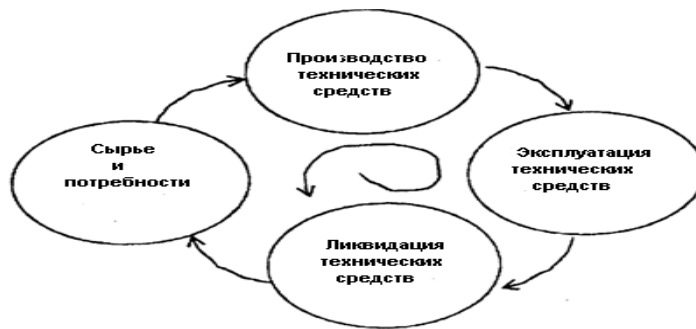 Производство
технических
средств
Сырье
и
потребности
Эксплуатация
технических
средств
Ликвидация
технических
средств